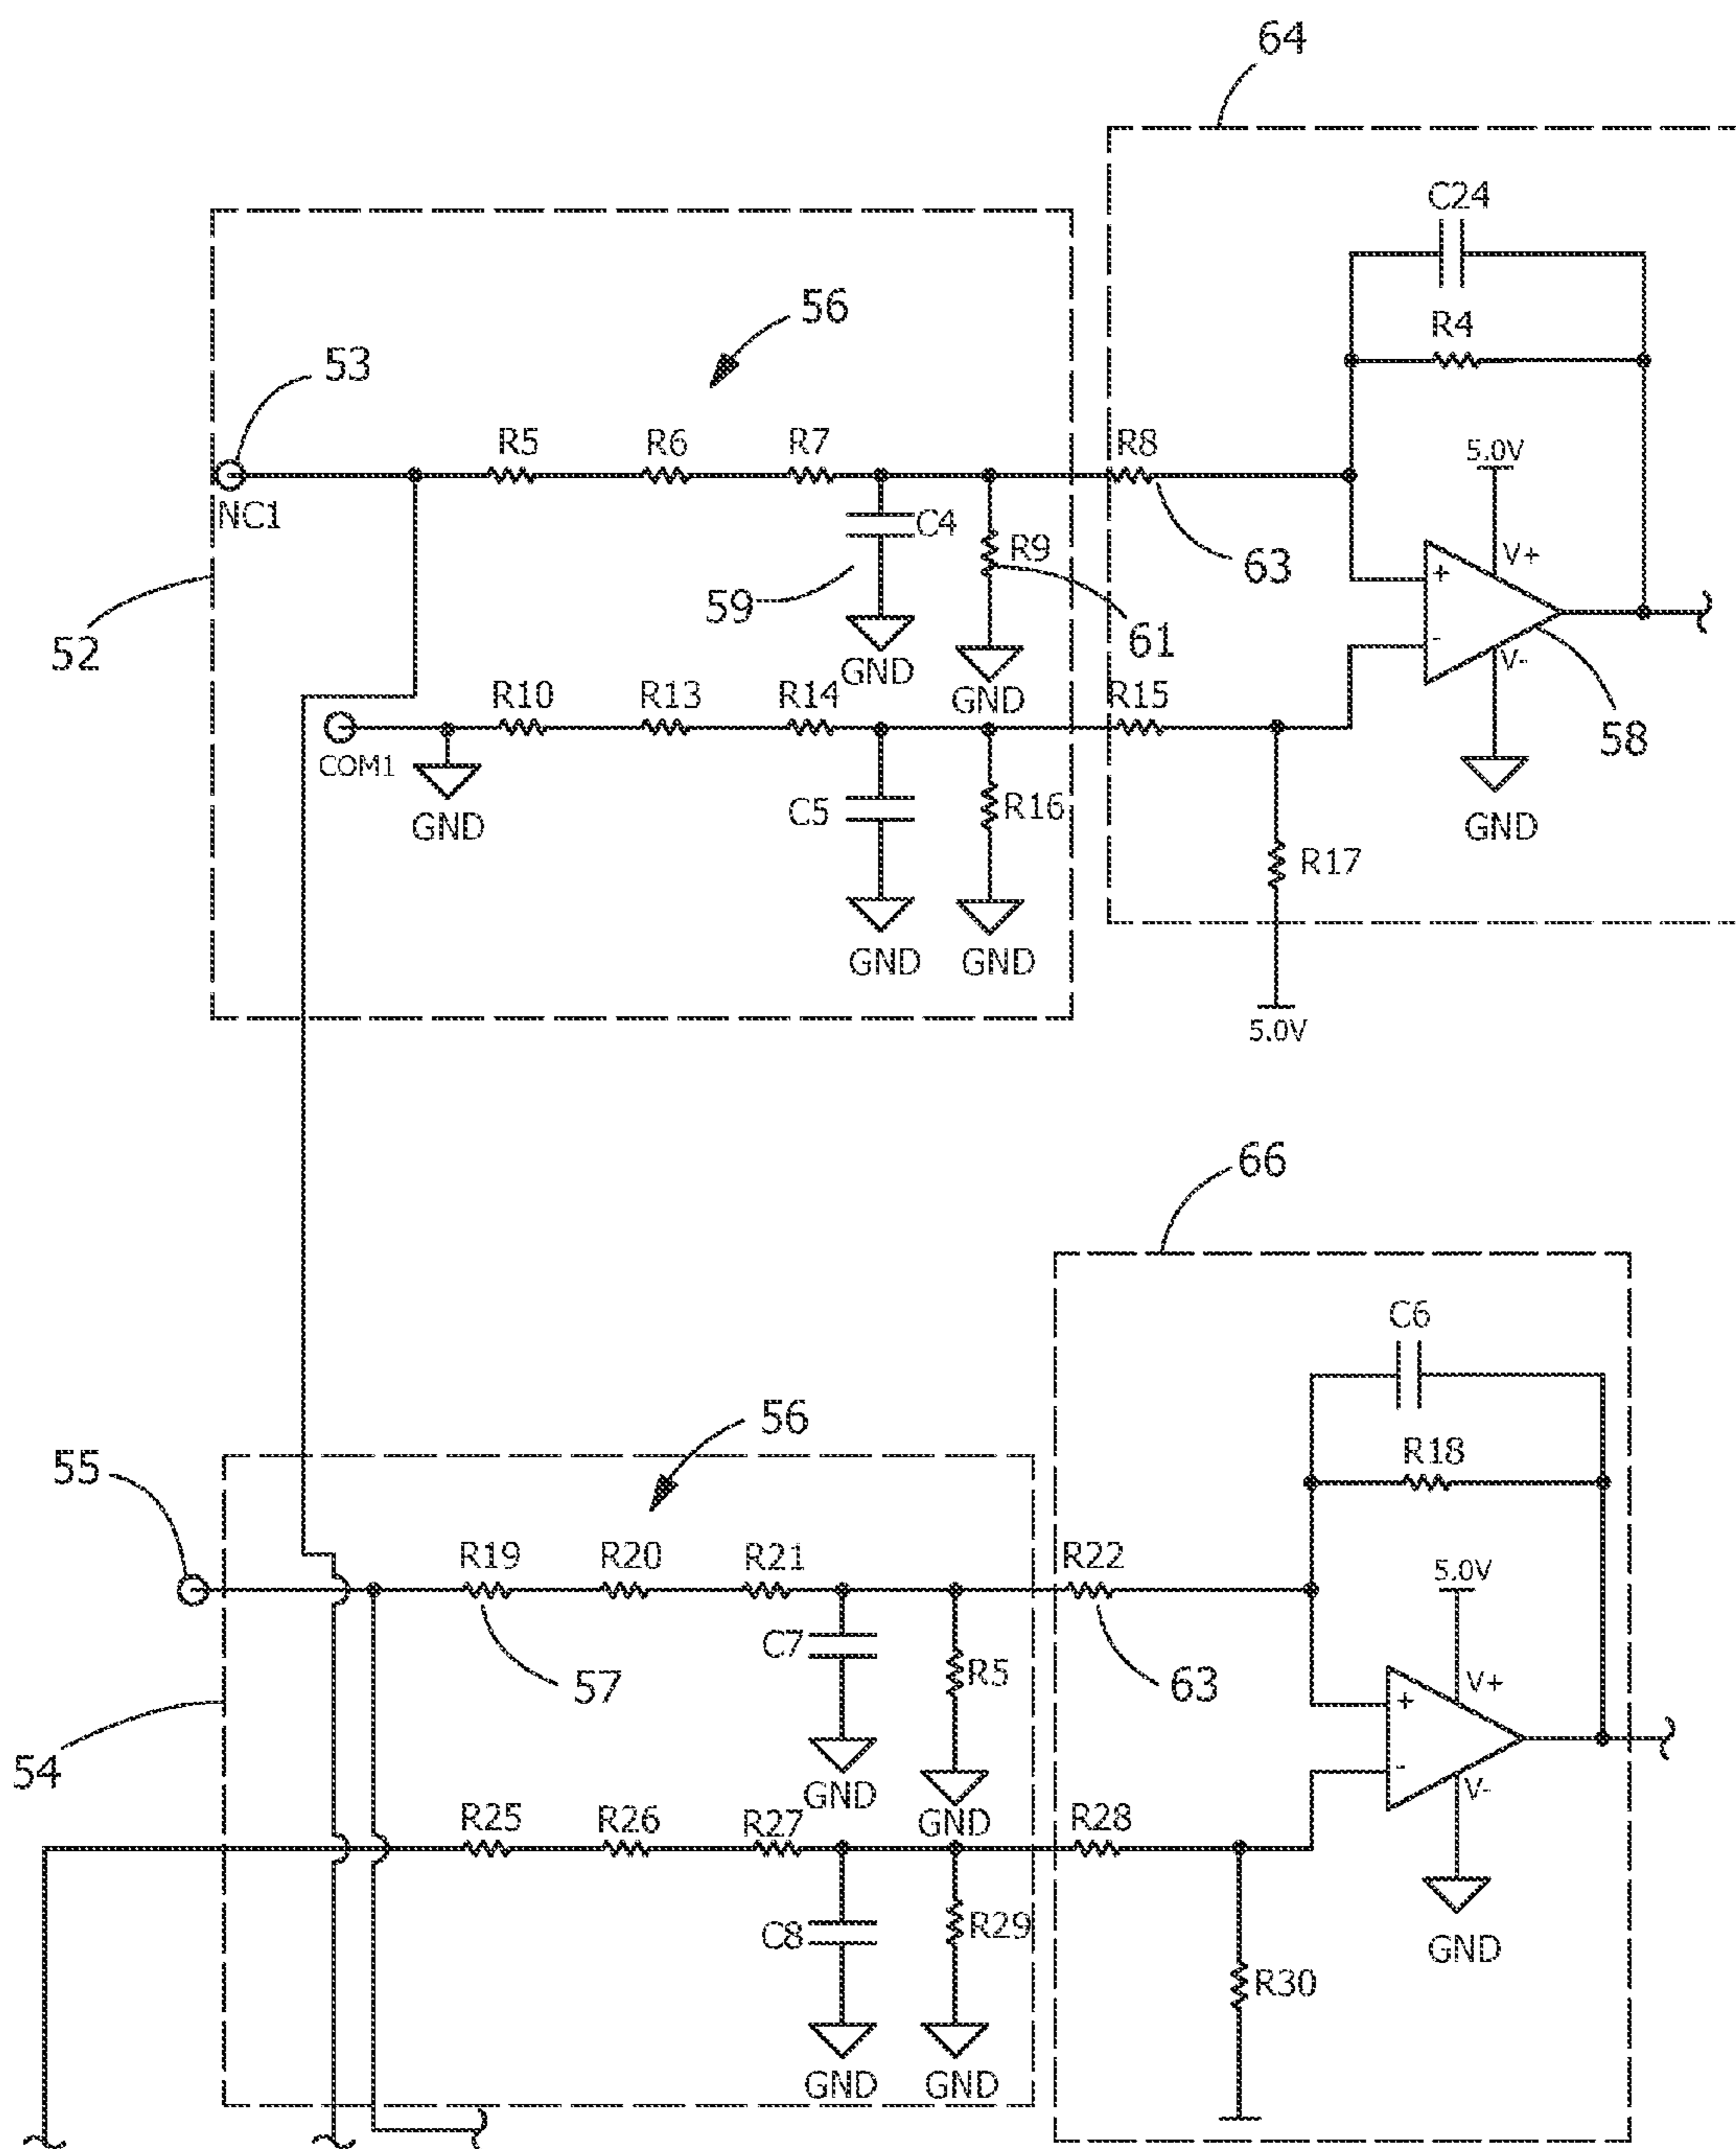 64
C24
R4
56
53
R5 R6 R7 R8
5.0V
NC1
C4
R9
63
V+
+
59
61
52
GND
GND
-
V-
58
R10 R13 R14 R15
COM1
GND
C5
R16
GND
R17
GND GND
5.0V
66
C6
56
R18
55
R19 R20 R21 R22
5.0V
C7
R5
57
63
V+
+
54
GND
GND
-
V-
R25 R26 R27 R28
C8
R29
GND
R30
GND GND